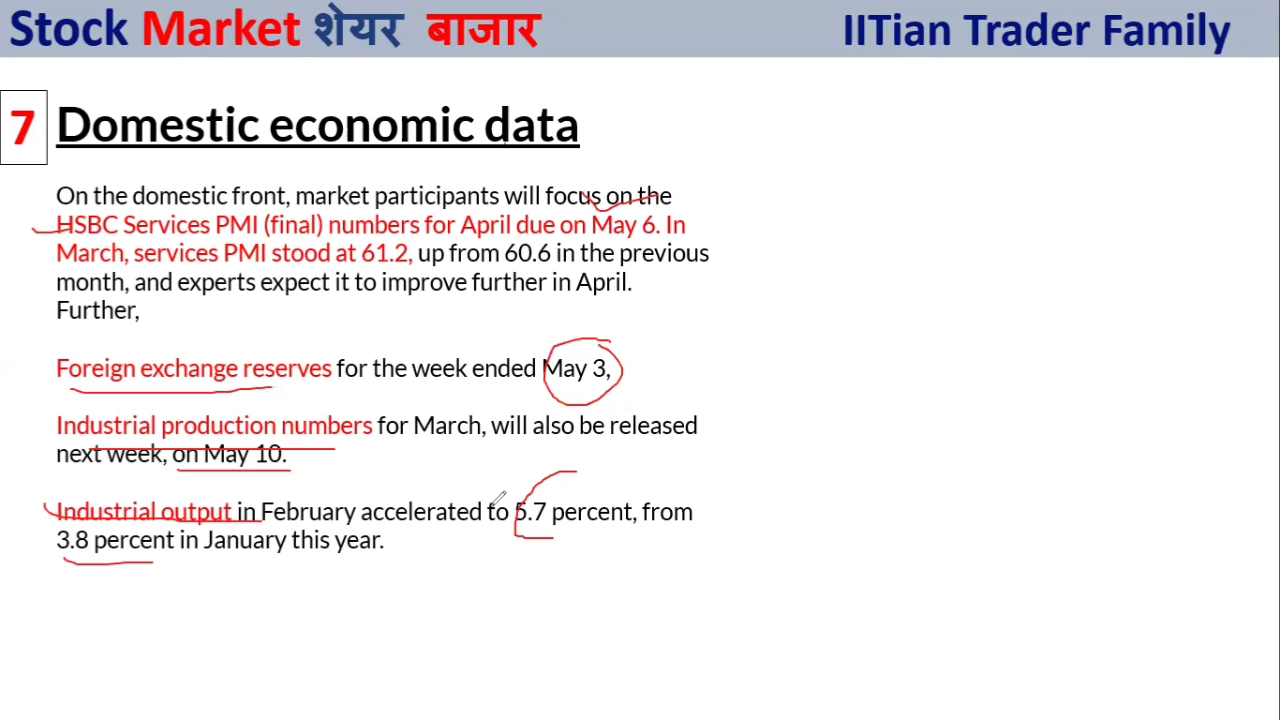 Stock Market शेयर बाजार
IITian Trader Family
7
Domestic economic data
On the domestic front, market participants will focus on the
HSBC Services PMI (final) numbers for April due on May 6. In
March, services PMI stood at 61.2, up from 60.6 in the previous
month, and experts expect it to improve further in April.
Further,
Foreign exchange reserves for the week ended May 3,
Industrial production numbers for March, will also be released
next week, on May 10.
Industrial output in February accelerated to 5.7 percent, from
3.8 percent in January this year.